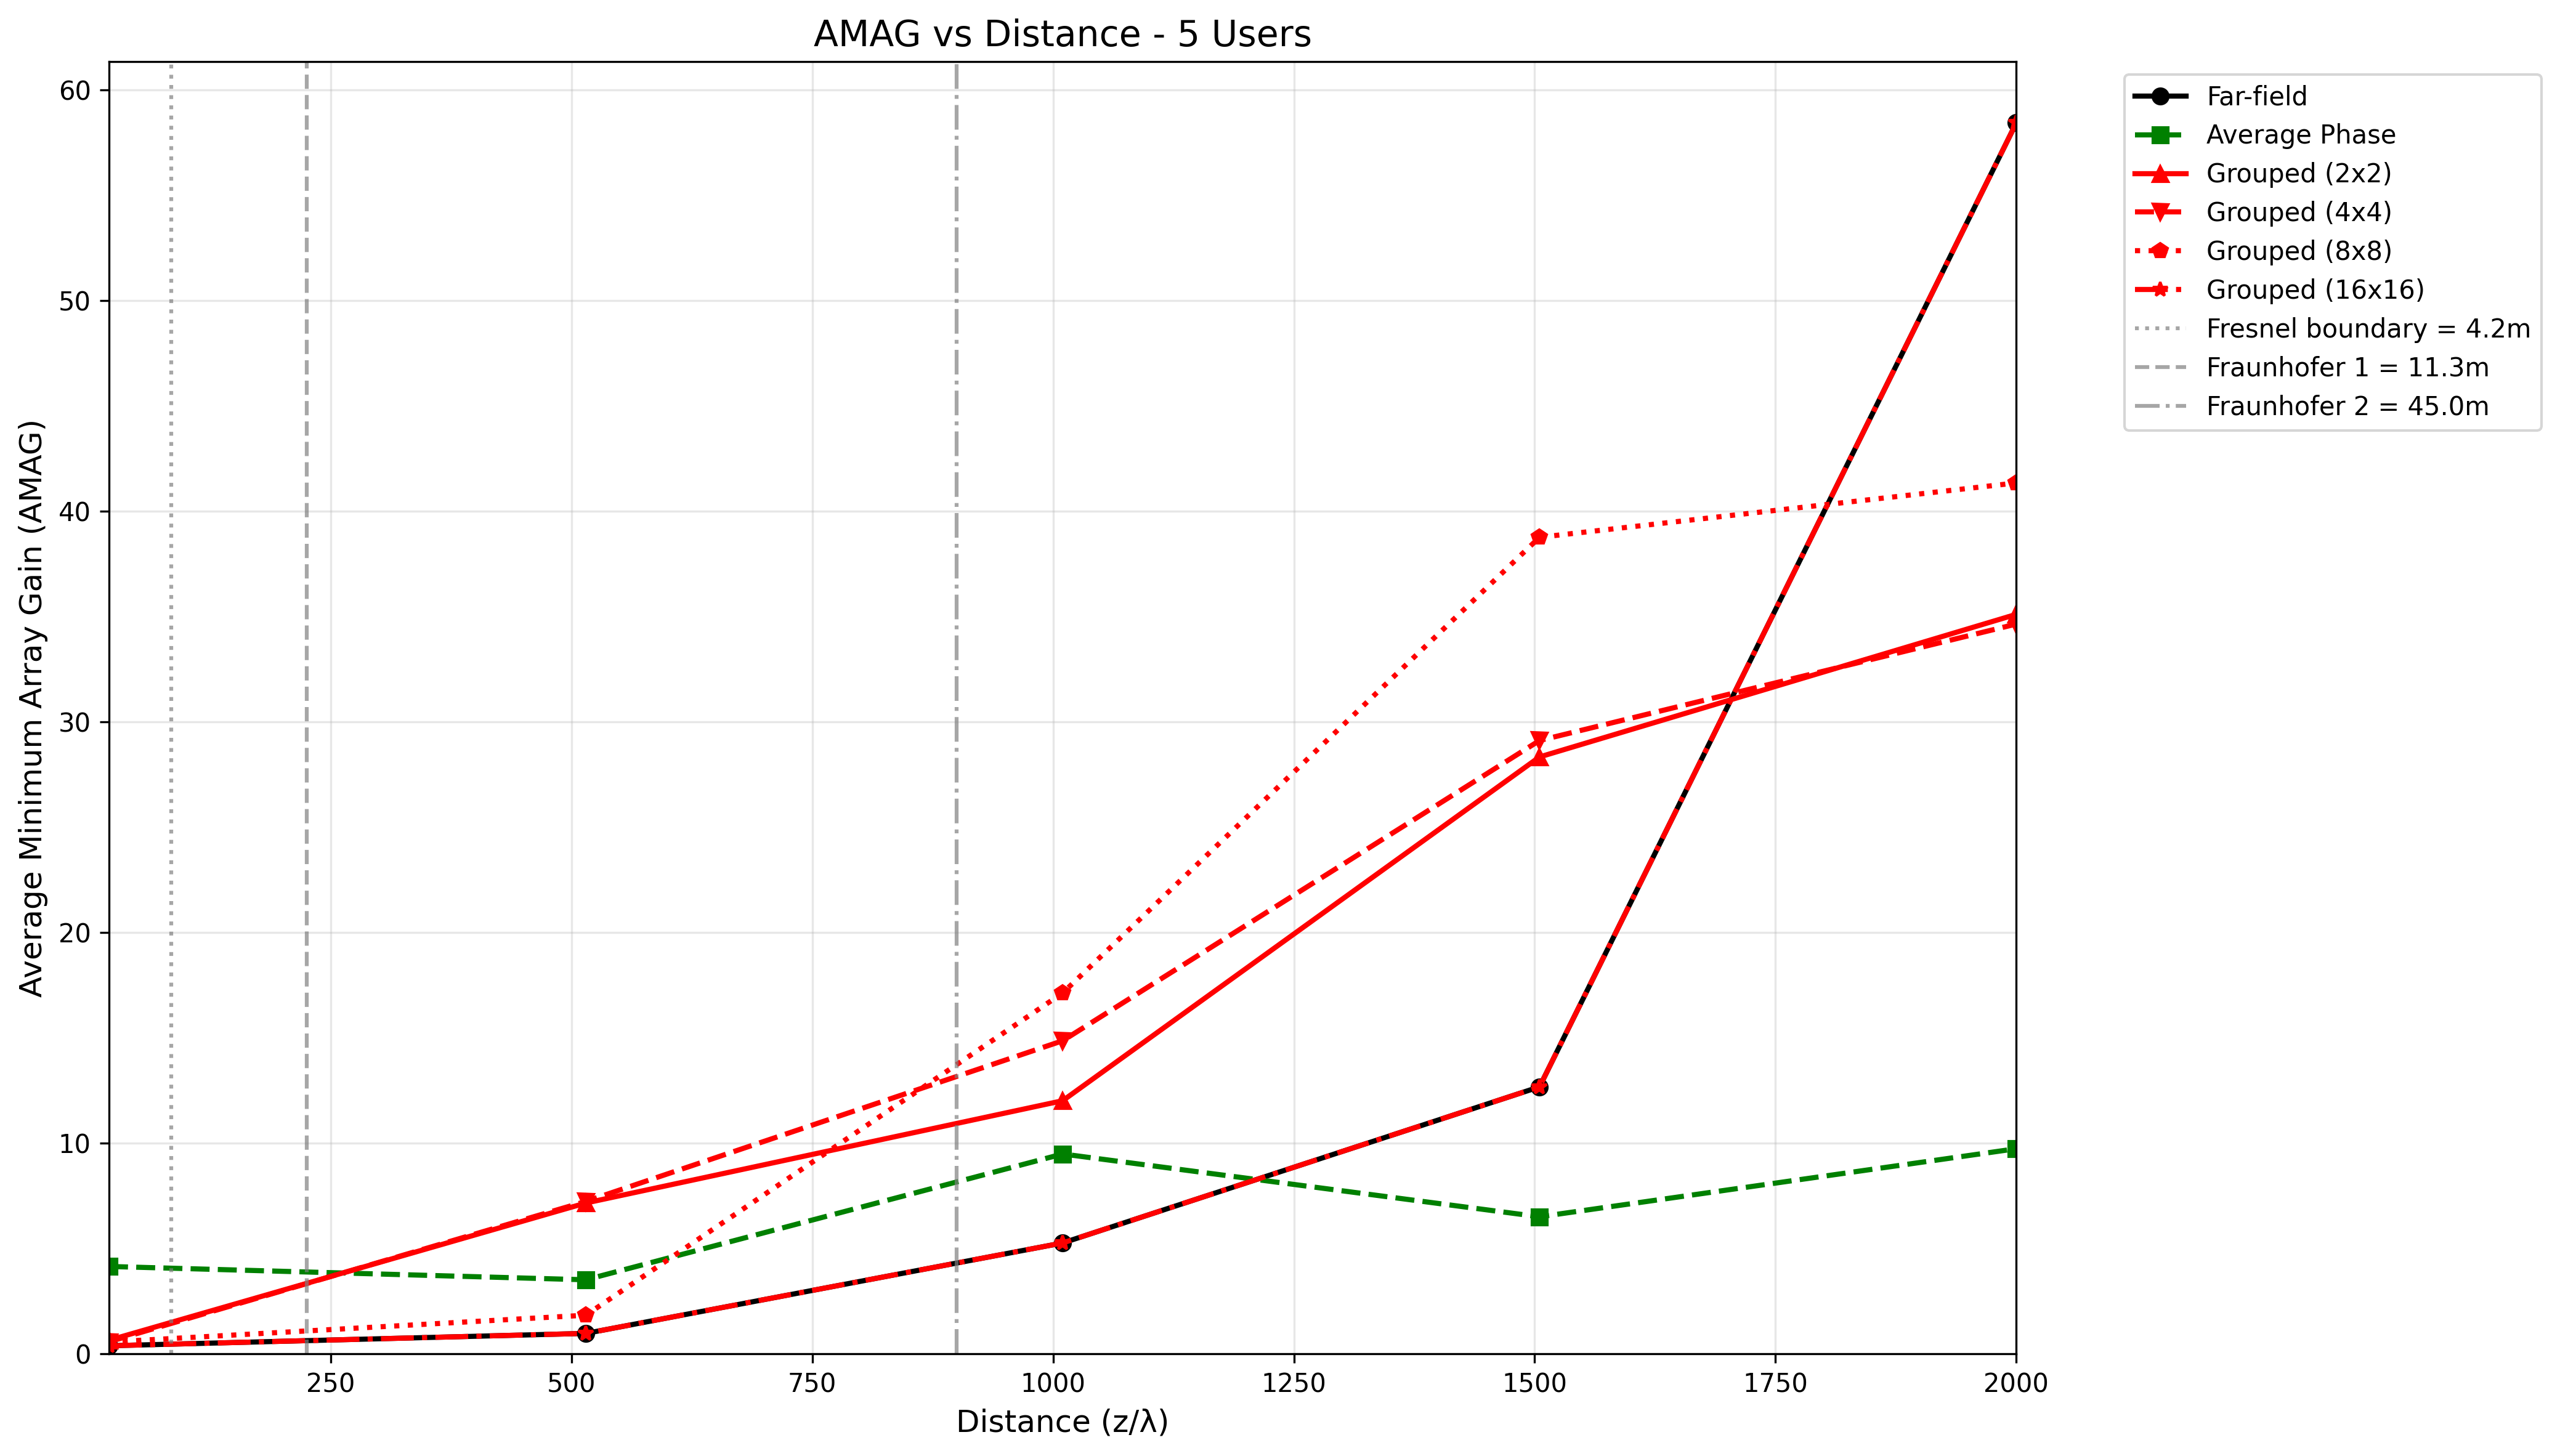 AMAG vs Distance - 5 Users
Average Minimum Array Gain (AMAG)
60
50
40
30
20
10
0
250 500 750 1000 1250 1500 1750 2000
Distance (z/λ)
Far-field
Average Phase
Grouped (2x2)
Grouped (4x4)
Grouped (8x8)
Grouped (16x16)
Fresnel boundary = 4.2m
Fraunhofer 1 = 11.3m
Fraunhofer 2 = 45.0m